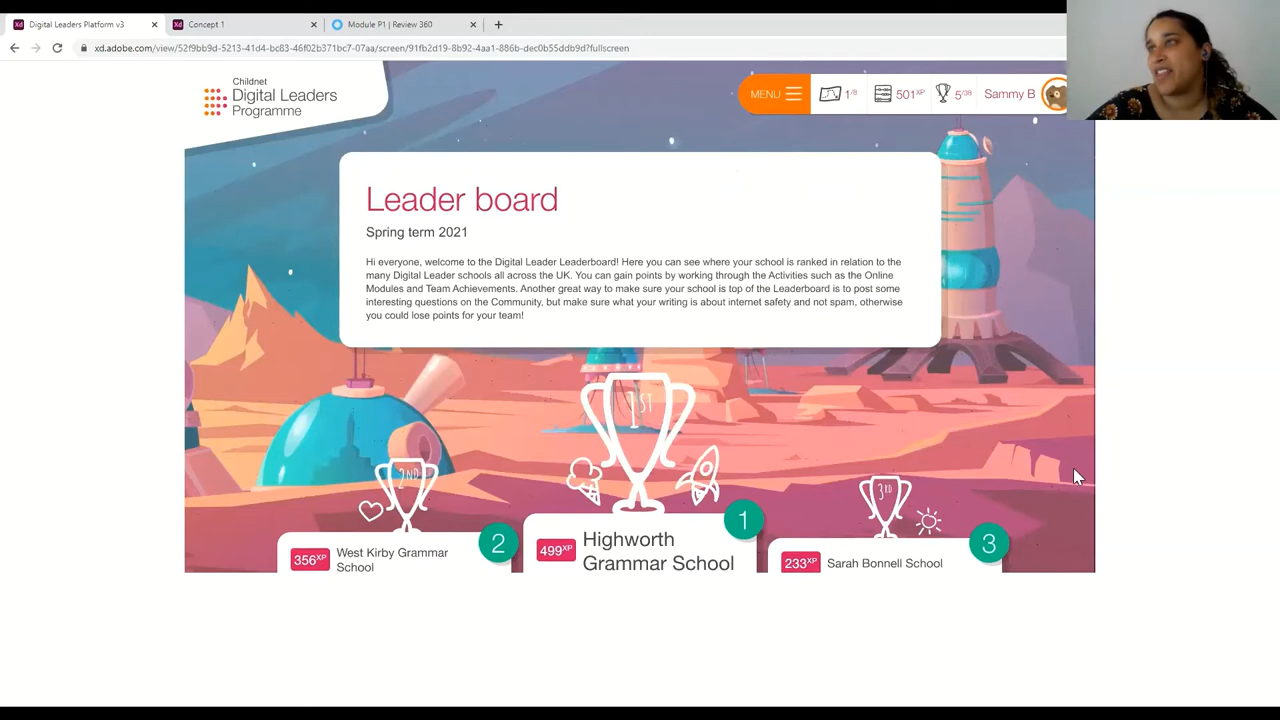 Digital Leaders Platform v3
Concept 1
Module P1 | Review 360
xd.adobe.com/view/52f9bb9d-5213-41d4-bc83-46f02b371bc7-07aa/screen/91fb2d19-8b92-4aa1-886b-dec0b55ddb9d?fullscreen
Childnet
Digital Leaders
Programme
MENU
1/8
501XP
5/38
Sammy B
Leader board
Spring term 2021
Hi everyone, welcome to the Digital Leader Leaderboard! Here you can see where your school is ranked in relation to the
many Digital Leader schools all across the UK. You can gain points by working through the Activities such as the Online
Modules and Team Achievements. Another great way to make sure your school is top of the Leaderboard is to post some
interesting questions on the Community, but make sure what your writing is about internet safety and not spam, otherwise
you could lose points for your team!
1ST
2ND
3RD
2
356XP
West Kirby Grammar
School
1
499XP
Highworth
Grammar School
3
233XP
Sarah Bonnell School